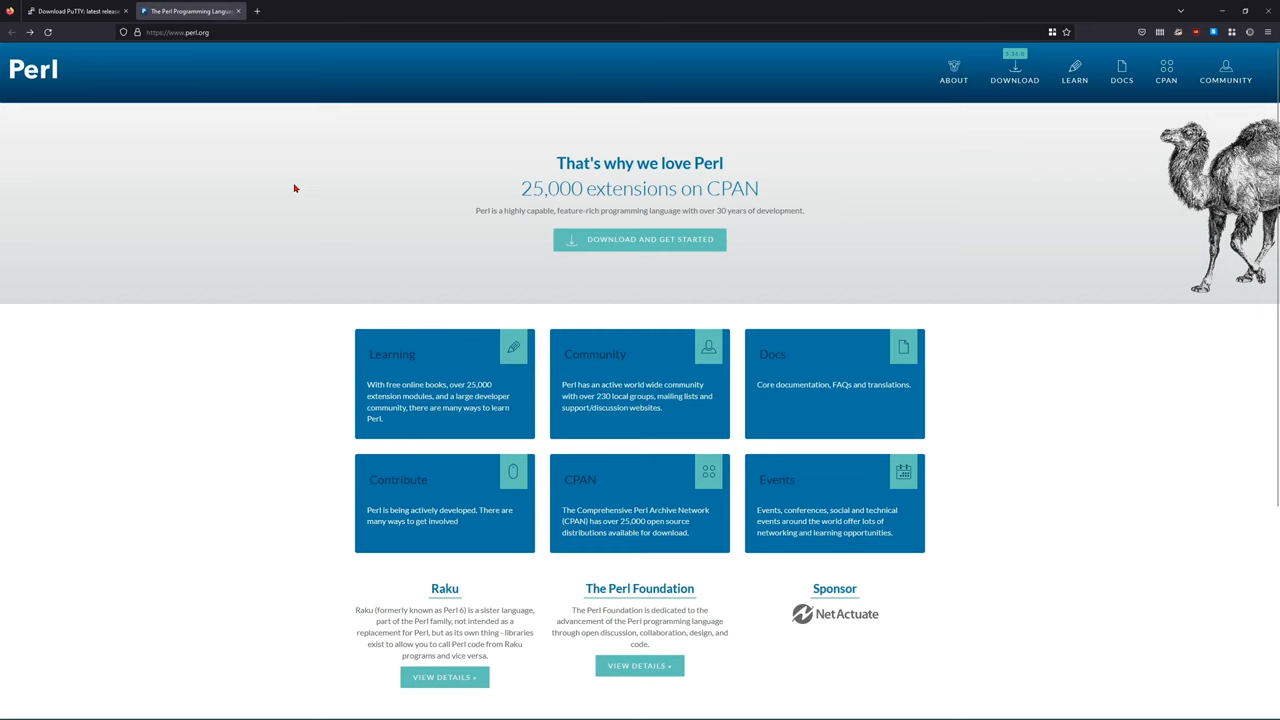 Download PuTTY: latest release
The Perl Programming Langua
https://www.perl.org
Perl
5.34.0
ABOUT
DOWNLOAD
LEARN
DOCS
CPAN
COMMUNITY
That's why we love Perl
25,000 extensions on CPAN
Perl is a highly capable, feature-rich programming language with over 30 years of development.
DOWNLOAD AND GET STARTED
Learning
With free online books, over 25,000
extension modules, and a large developer
community, there are many ways to learn
Perl.
Community
Perl has an active world wide community
with over 230 local groups, mailing lists and
support/discussion websites.
Docs
Core documentation, FAQs and translations.
Contribute
Perl is being actively developed. There are
many ways to get involved
CPAN
The Comprehensive Perl Archive Network
(CPAN) has over 25,000 open source
distributions available for download.
Events
Events, conferences, social and technical
events around the world offer lots of
networking and learning opportunities.
Raku
Raku (formerly known as Perl 6) is a sister language,
part of the Perl family, not intended as a
replacement for Perl, but as its own thing - libraries
exist to allow you to call Perl code from Raku
programs and vice versa.
VIEW DETAILS »
The Perl Foundation
The Perl Foundation is dedicated to the
advancement of the Perl programming language
through open discussion, collaboration, design, and
code.
VIEW DETAILS »
Sponsor
NetActuate